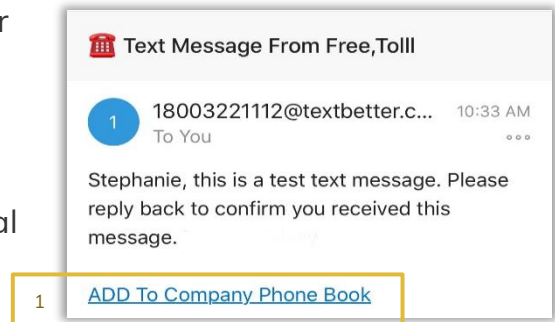 r
☎️ Text Message From Free,Tolll
1
18003221112@textbetter.c... 10:33 AM
To You
Stephanie, this is a test text message. Please
reply back to confirm you received this
message.
al
1
ADD To Company Phone Book